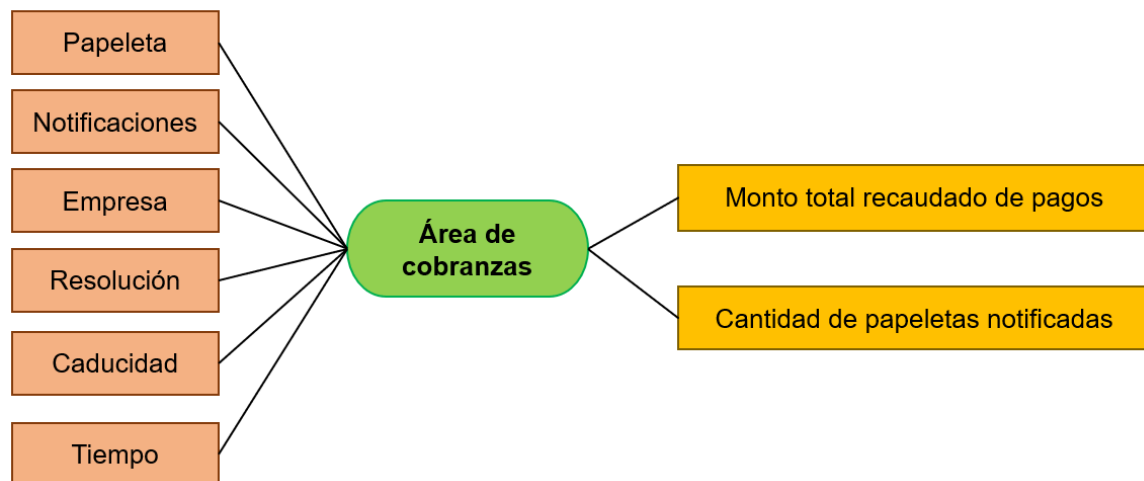 Papeleta
Notificaciones
Empresa
Resolución
Caducidad
Tiempo
Área de
cobranzas
Monto total recaudado de pagos
Cantidad de papeletas notificadas